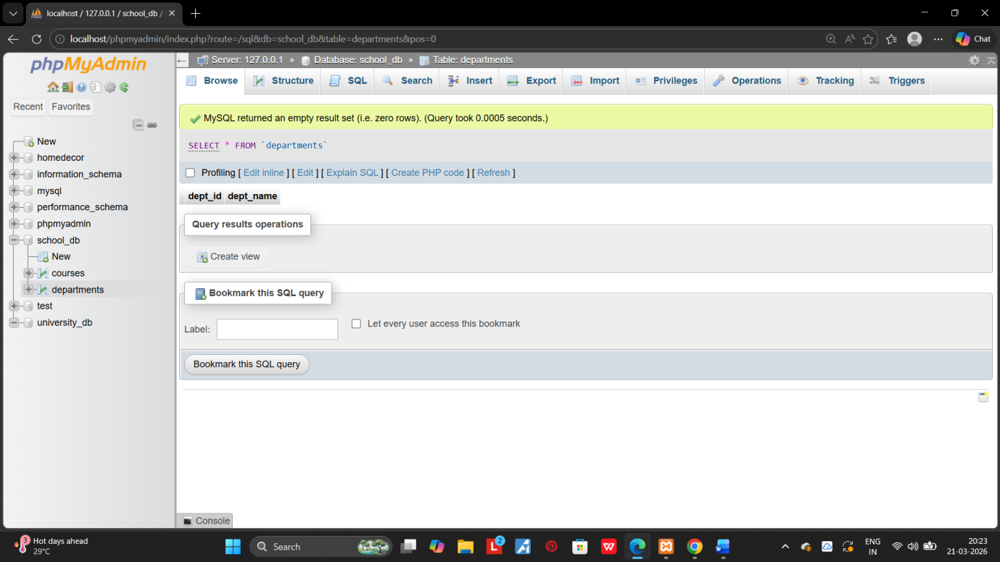 localhost / 127.0.0.1 / school_db /
localhost/phpmyadmin/index.php?route=/sql&db=school_db&table=departments&pos=0
Chat
phpMyAdmin
Recent Favorites
New
homedecor
information_schema
mysql
performance_schema
phpmyadmin
school_db
New
courses
departments
test
university_db
Server: 127.0.0.1 » Database: school_db » Table: departments
Browse Structure SQL Search Insert Export Import Privileges Operations Tracking Triggers
MySQL returned an empty result set (i.e. zero rows). (Query took 0.0005 seconds.)
SELECT * FROM `departments`
Profiling [ Edit inline ] [ Edit ] [ Explain SQL ] [ Create PHP code ] [ Refresh ]
dept_id dept_name
Query results operations
Create view
Bookmark this SQL query
Label: Let every user access this bookmark
Bookmark this SQL query
Console
3 Hot days ahead
29°C
Search
2
ENG
IN
20:23
21-03-2026